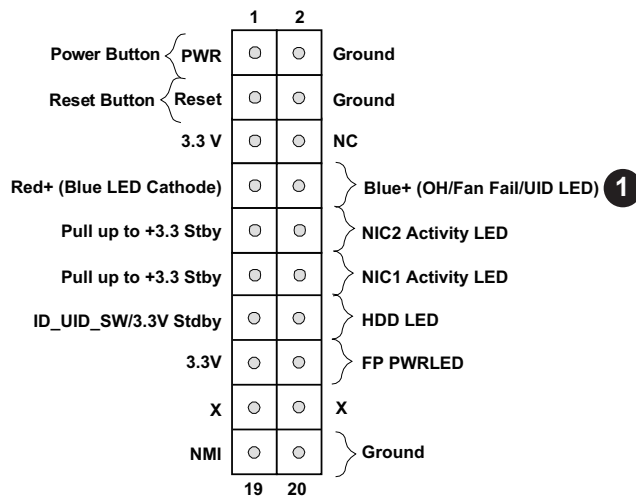 1 2
Power Button PWR Ground
Reset Button Reset Ground
3.3 V NC
Red+ (Blue LED Cathode) Blue+ (OH/Fan Fail/UID LED) 1
Pull up to +3.3 Stby NIC2 Activity LED
Pull up to +3.3 Stby NIC1 Activity LED
ID_UID_SW/3.3V Stdby HDD LED
3.3V FP PWRLED
X X
NMI Ground
19 20